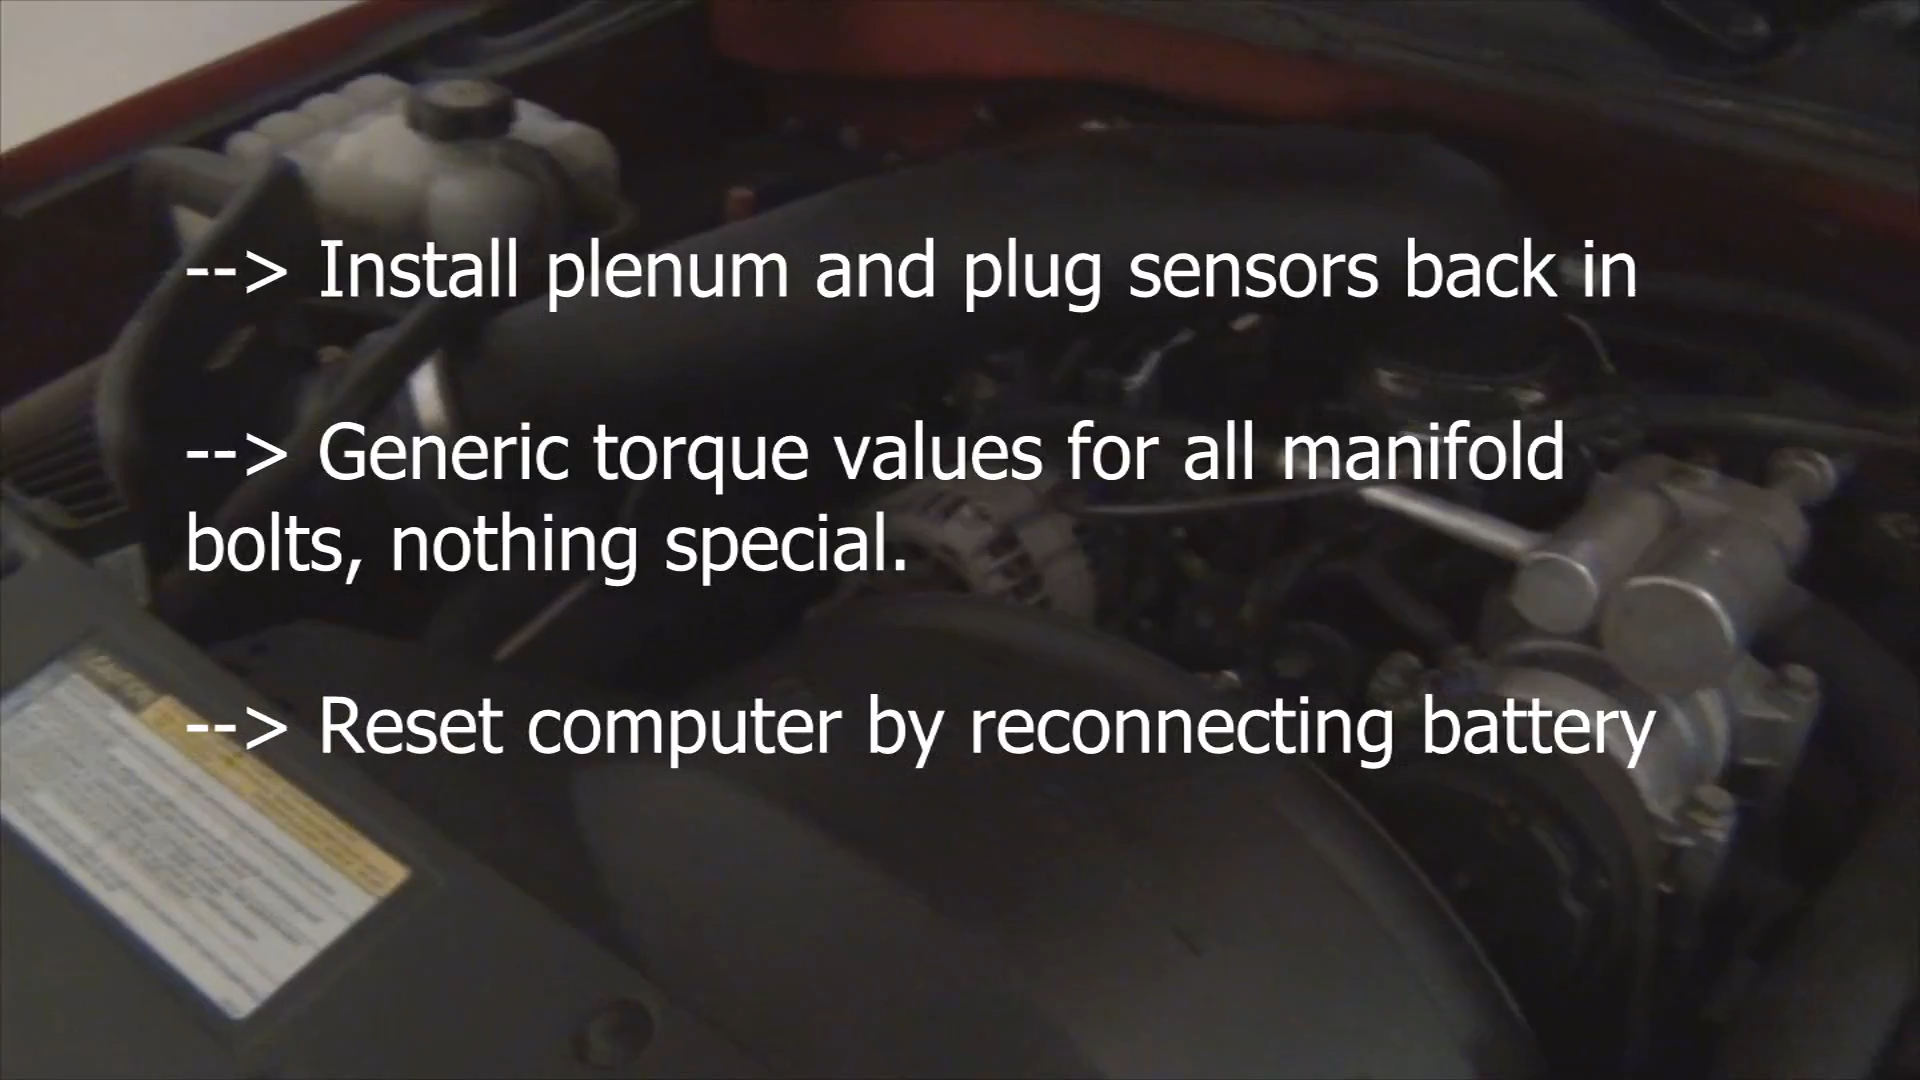 --> Install plenum and plug sensors back in
--> Generic torque values for all manifold
bolts, nothing special.
--> Reset computer by reconnecting battery